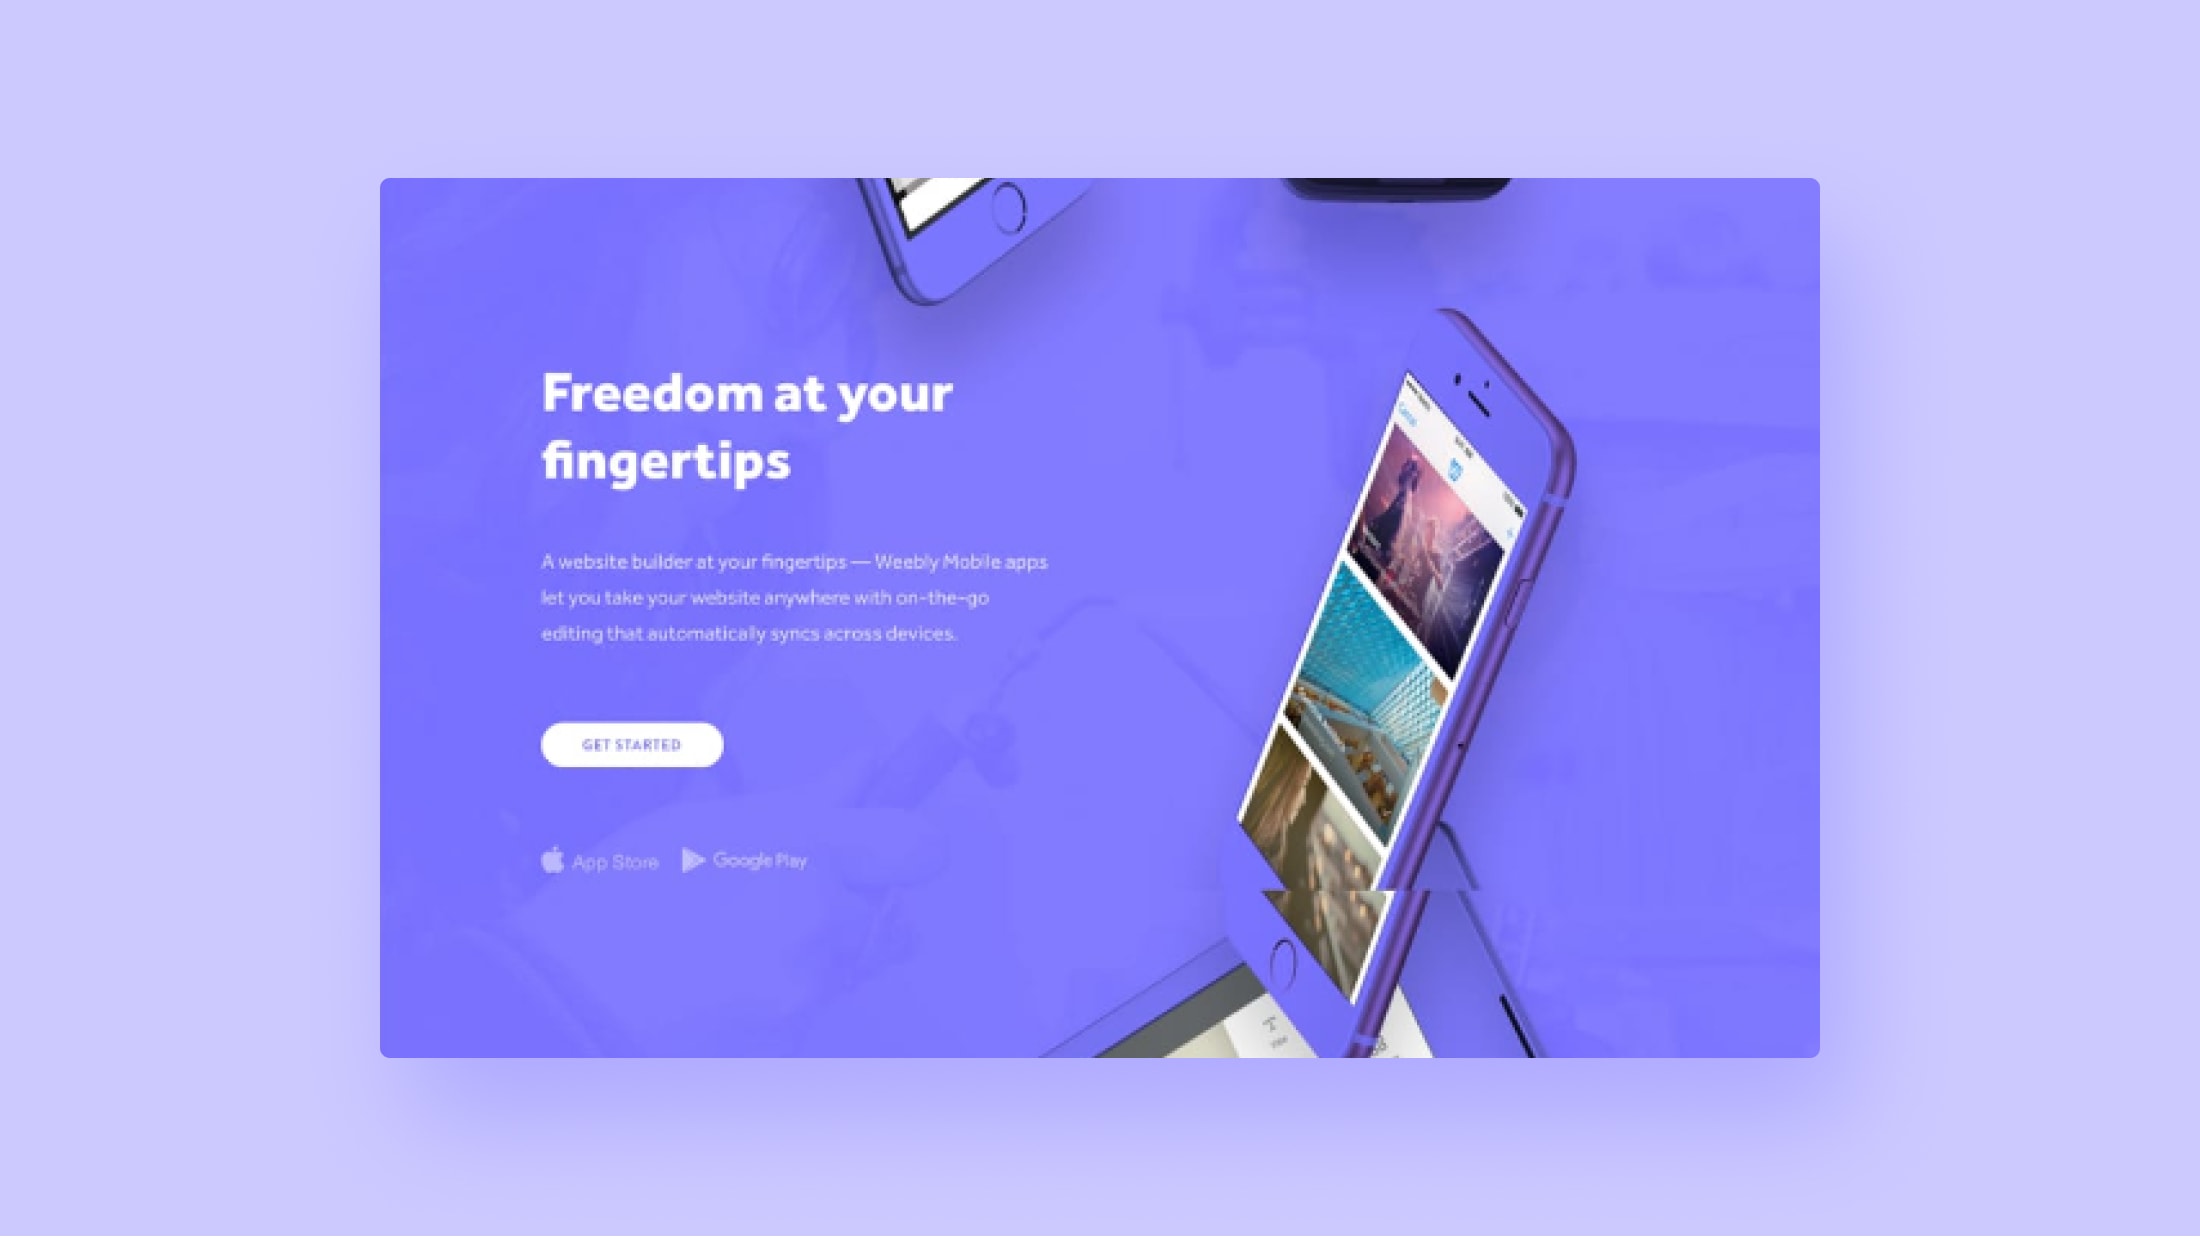 Freedom at your
fingertips
A website builder at your fingertips — Weebly Mobile apps
let you take your website anywhere with on-the-go
editing that automatically syncs across devices.
GET STARTED
App Store Google Play
View